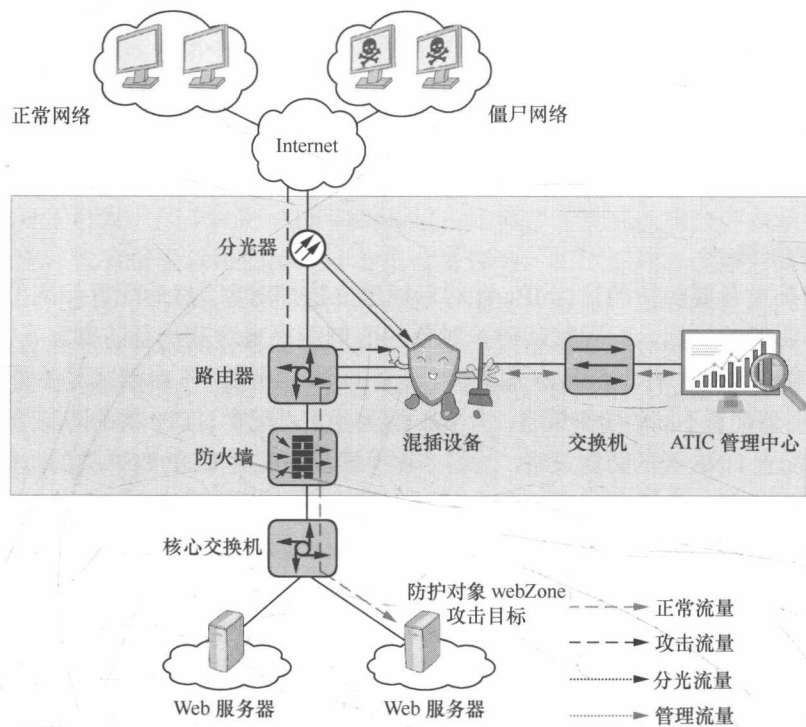 正常网络
僵尸网络
Internet
分光器
路由器
混插设备
交换机
ATIC 管理中心
防火墙
核心交换机
防护对象 webZone
攻击目标
正常流量
攻击流量
分光流量
管理流量
Web 服务器
Web 服务器